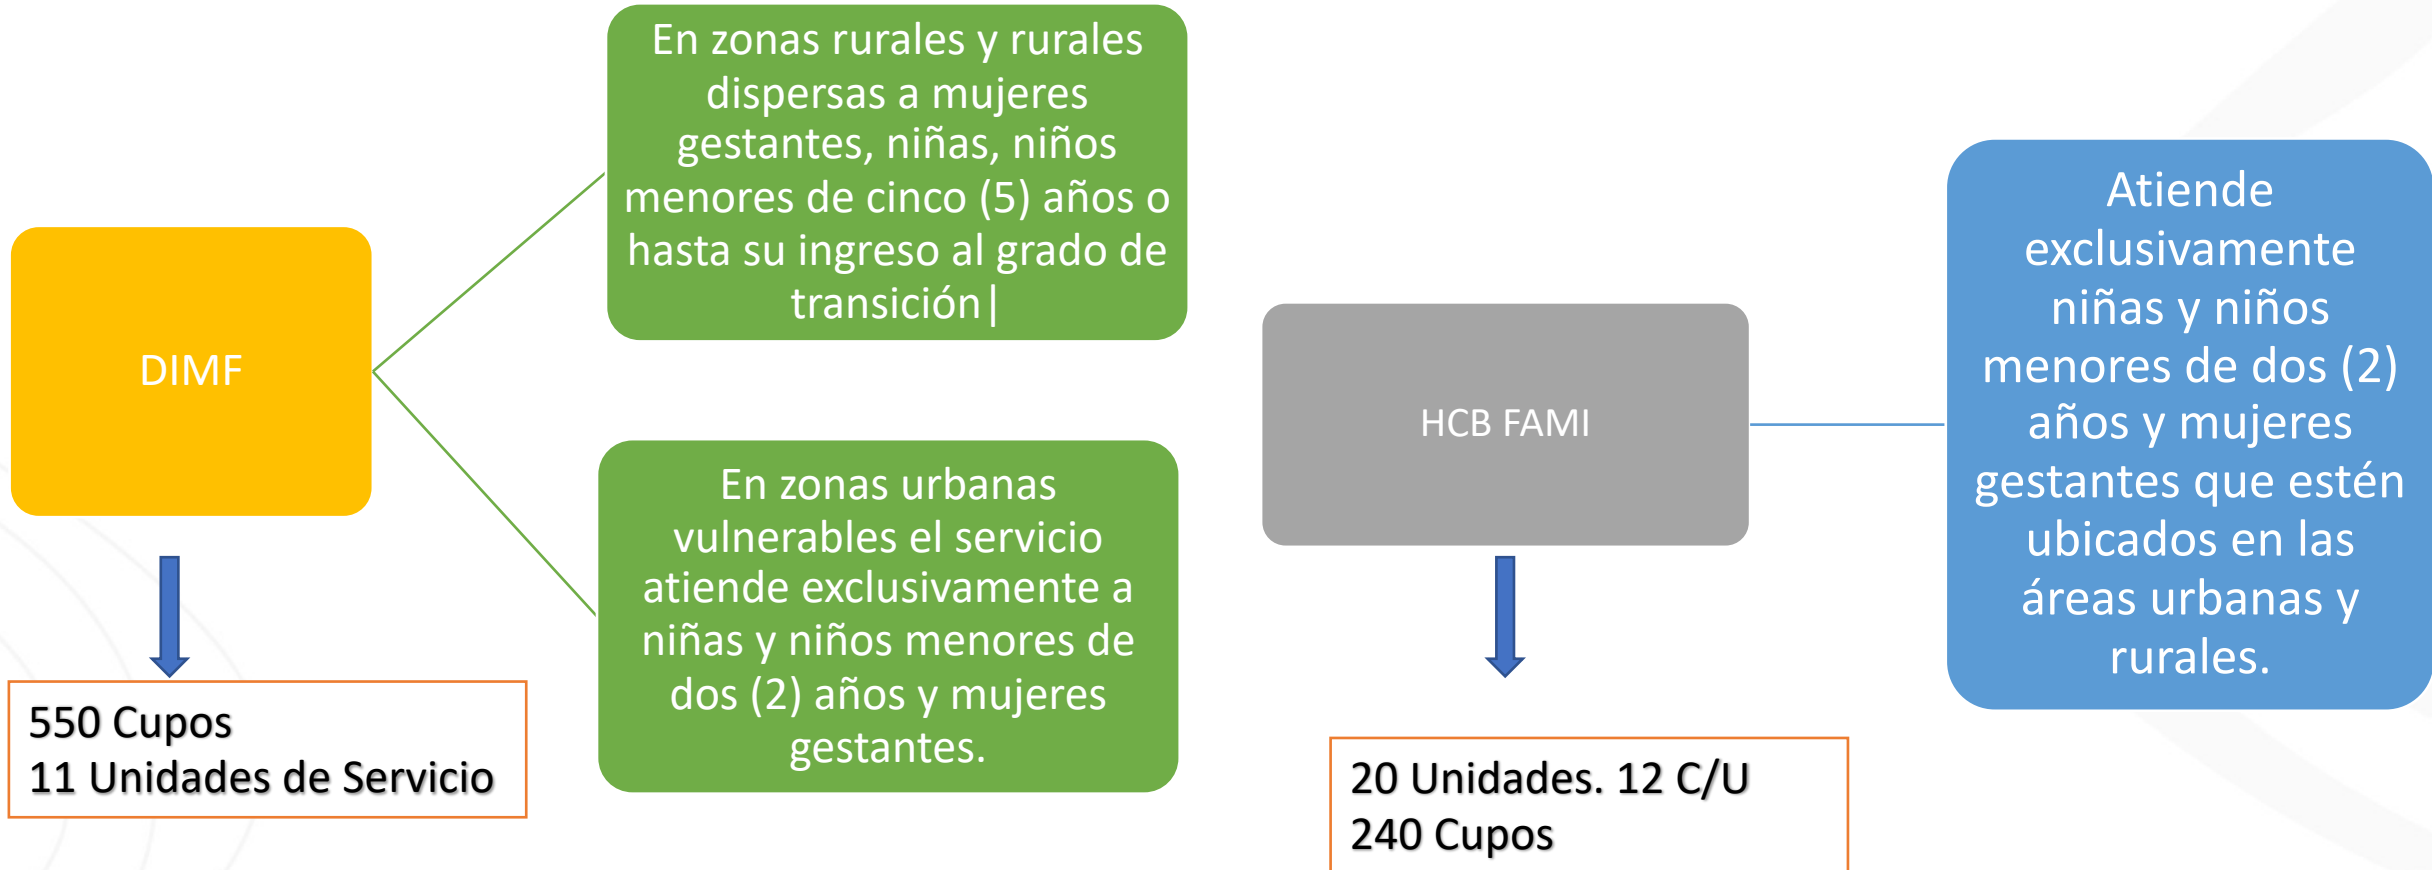 DIMF
En zonas rurales y rurales
dispersas a mujeres
gestantes, niñas, niños
menores de cinco (5) años o
hasta su ingreso al grado de
transición|
En zonas urbanas
vulnerables el servicio
atiende exclusivamente a
niñas y niños menores de
dos (2) años y mujeres
gestantes.
550 Cupos
11 Unidades de Servicio
HCB FAMI
Atiende
exclusivamente
niñas y niños
menores de dos (2)
años y mujeres
gestantes que estén
ubicados en las
áreas urbanas y
rurales.
20 Unidades. 12 C/U
240 Cupos